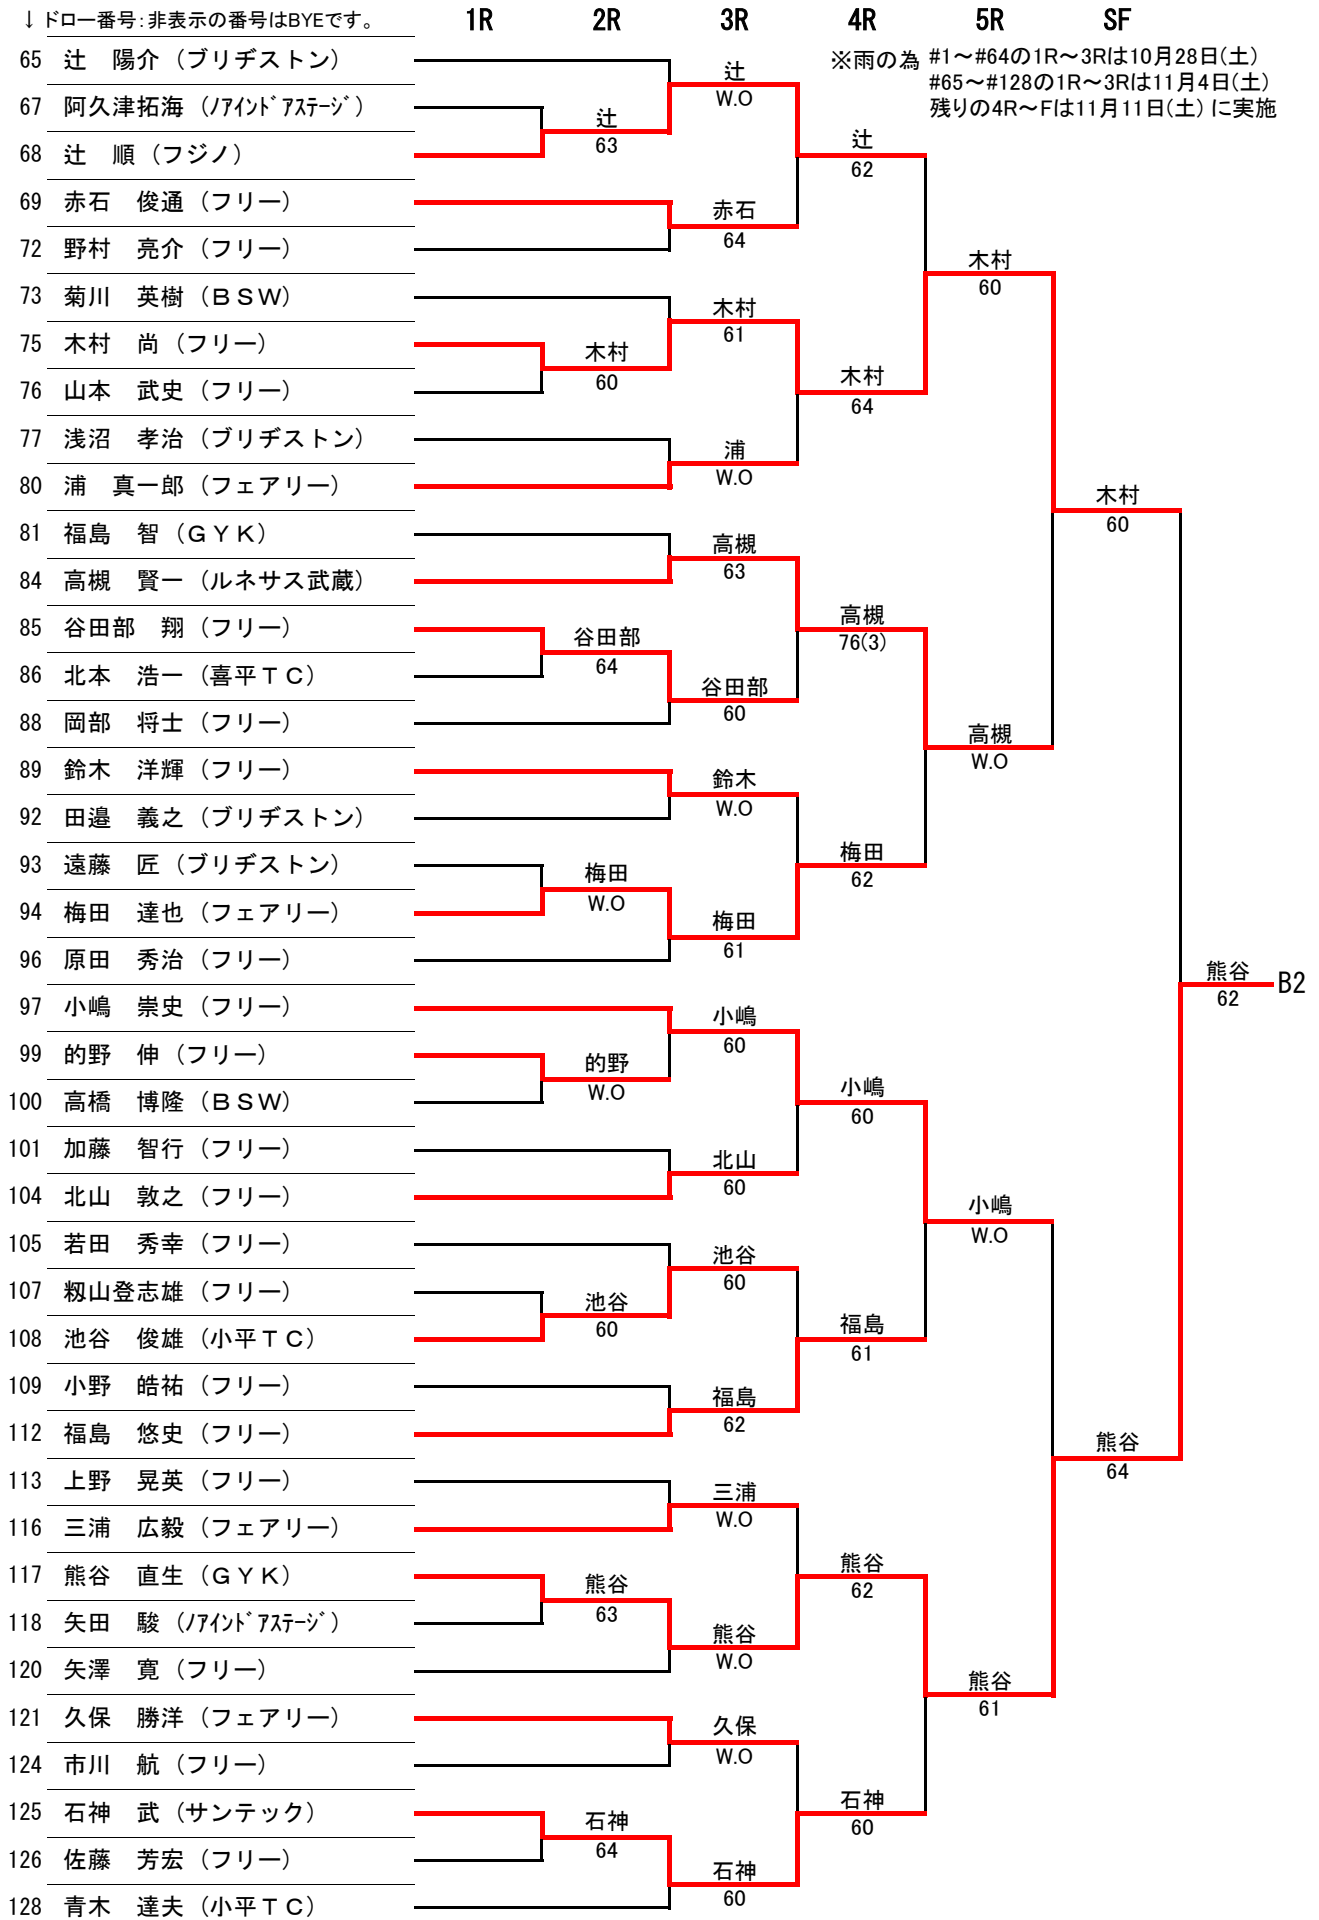 ↓ドロー番号：非表示の番号はBYEです。 1R 2R 3R 4R 5R SF
※雨の為 #1～#64の1R～3Rは10月28日(土)
#65～#128の1R～3Rは11月4日(土)
残りの4R～Fは11月11日(土)に実施
65 辻　陽介（ブリヂストン）
67 阿久津拓海（ﾉｱｲﾝﾄﾞｱｽﾃｰｼﾞ）
68 辻　順（フジノ）
69 赤石　俊通（フリー）
72 野村　亮介（フリー）
73 菊川　英樹（ＢＳＷ）
75 木村　尚（フリー）
76 山本　武史（フリー）
77 浅沼　孝治（ブリヂストン）
80 浦　真一郎（フェアリー）
81 福島　智（ＧＹＫ）
84 高槻　賢一（ルネサス武蔵）
85 谷田部　翔（フリー）
86 北本　浩一（喜平ＴＣ）
88 岡部　将士（フリー）
89 鈴木　洋輝（フリー）
92 田邉　義之（ブリヂストン）
93 遠藤　匠（ブリヂストン）
94 梅田　達也（フェアリー）
96 原田　秀治（フリー）
97 小嶋　崇史（フリー）
99 的野　伸（フリー）
100 高橋　博隆（ＢＳＷ）
101 加藤　智行（フリー）
104 北山　敦之（フリー）
105 若田　秀幸（フリー）
107 籾山登志雄（フリー）
108 池谷　俊雄（小平ＴＣ）
109 小野　皓祐（フリー）
112 福島　悠史（フリー）
113 上野　晃英（フリー）
116 三浦　広毅（フェアリー）
117 熊谷　直生（ＧＹＫ）
118 矢田　駿（ﾉｱｲﾝﾄﾞｱｽﾃｰｼﾞ）
120 矢澤　寛（フリー）
121 久保　勝洋（フェアリー）
124 市川　航（フリー）
125 石神　武（サンテック）
126 佐藤　芳宏（フリー）
128 青木　達夫（小平ＴＣ）
辻
63
木村
60
谷田部
64
梅田
W.O
的野
W.O
池谷
60
熊谷
63
石神
64
辻
W.O
赤石
64
木村
61
浦
W.O
高槻
63
谷田部
60
鈴木
W.O
梅田
61
小嶋
60
北山
60
池谷
60
福島
62
三浦
W.O
熊谷
W.O
久保
W.O
石神
60
辻
62
木村
64
高槻
76(3)
梅田
62
小嶋
60
福島
61
熊谷
62
石神
60
木村
60
高槻
W.O
小嶋
W.O
熊谷
61
木村
60
熊谷
64
熊谷
62
B2